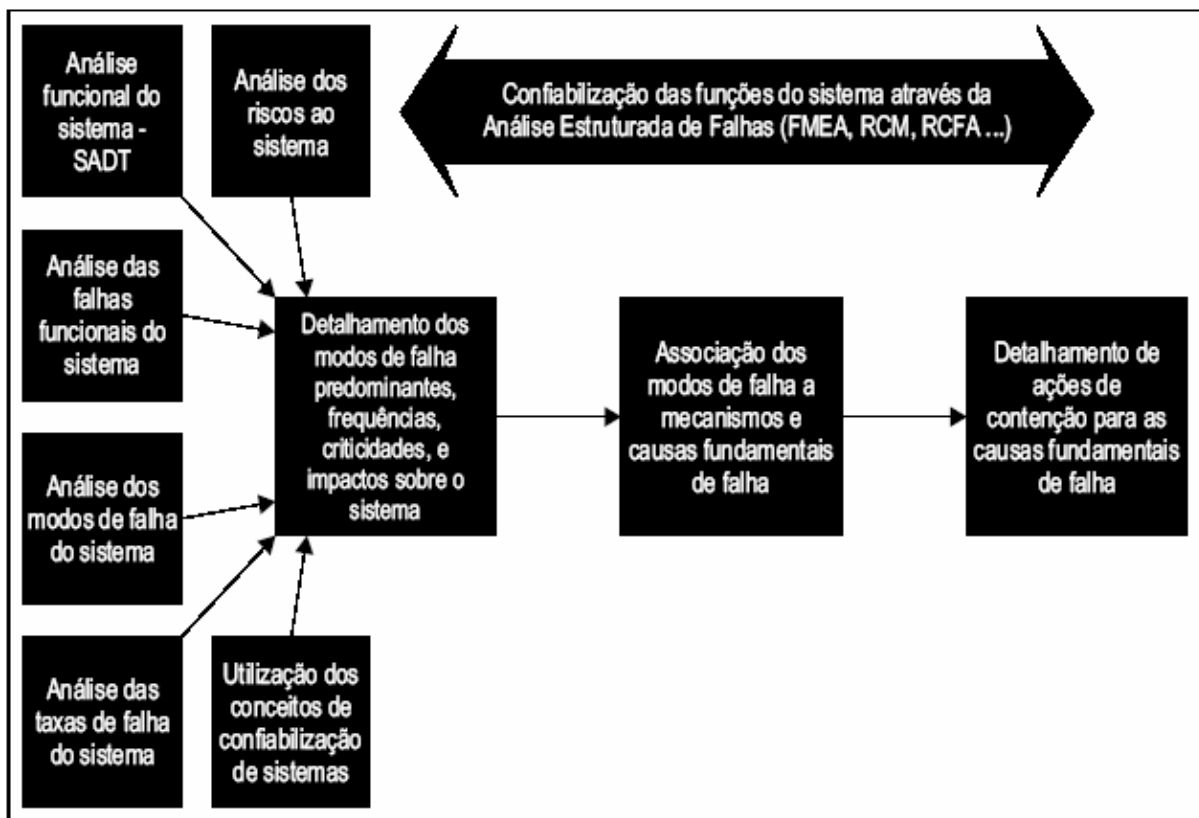 Análise
funcional do
sistema -
SADT
Análise dos
riscos ao
sistema
Confiabilização das funções do sistema através da
Análise Estruturada de Falhas (FMEA, RCM, RCFA ...)
Análise das
falhas
funcionais do
sistema
Detalhamento dos
modos de falha
predominantes,
frequências,
criticidades, e
impactos sobre o
sistema
Associação dos
modos de falha a
mecanismos e
causas fundamentais
de falha
Detalhamento de
ações de
contenção para as
causas fundamentais
de falha
Análise dos
modos de falha
do sistema
Análise das
taxas de falha
do sistema
Utilização dos
conceitos de
confiabilização
de sistemas